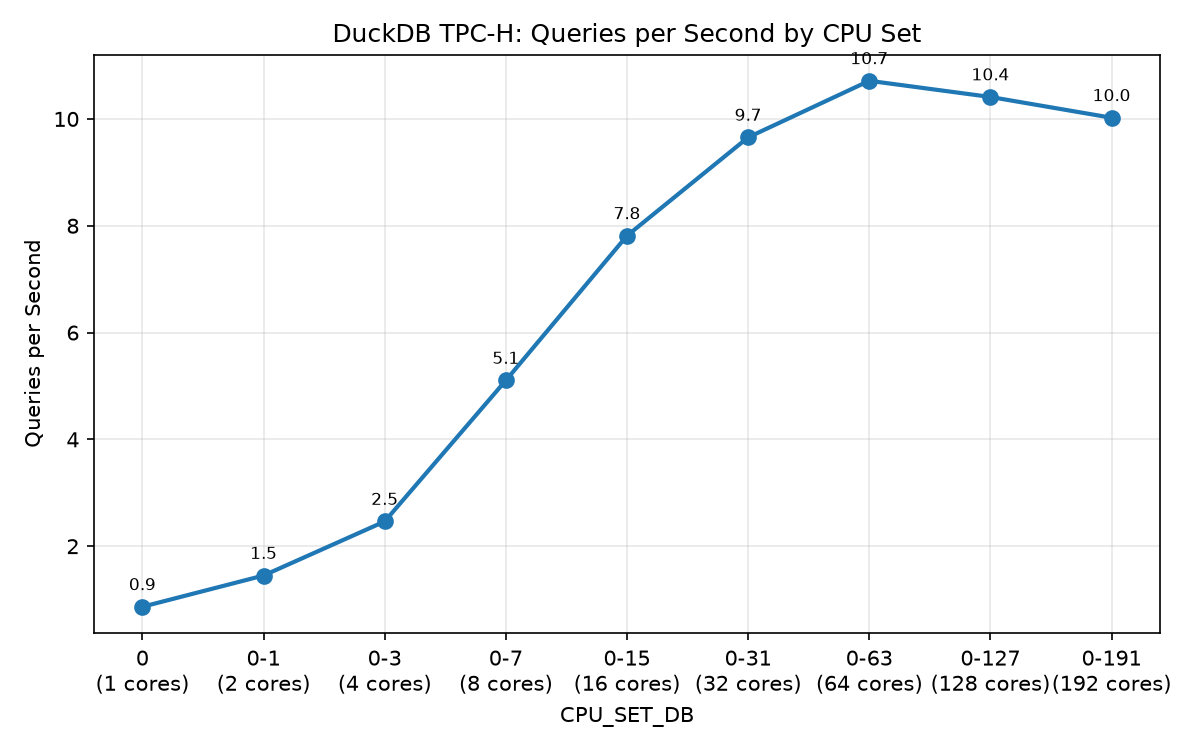 DuckDB TPC-H: Queries per Second by CPU Set
10.7
10.4
10.0
9.7
7.8
5.1
2.5
1.5
0.9
10
8
6
4
2
Queries per Second
0 0-1 0-3 0-7 0-15 0-31 0-63 0-127 0-191
(1 cores) (2 cores) (4 cores) (8 cores) (16 cores) (32 cores) (64 cores) (128 cores) (192 cores)
CPU_SET_DB